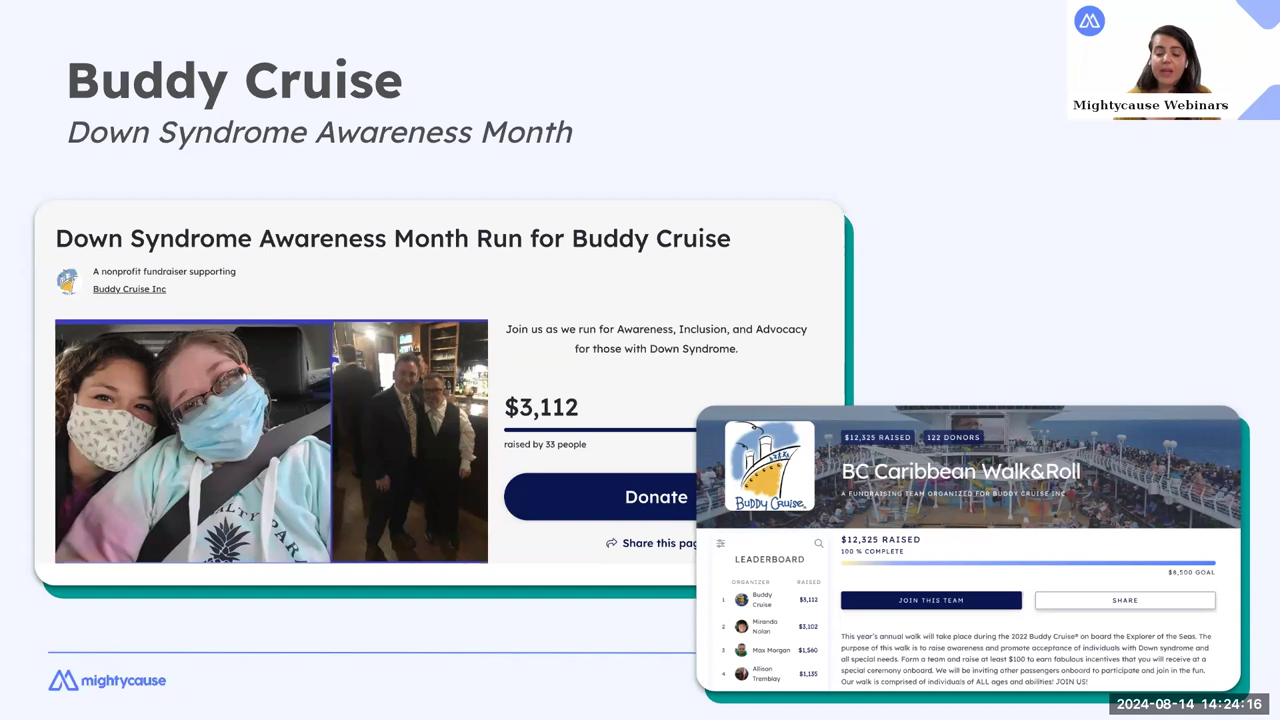 Buddy Cruise
Down Syndrome Awareness Month
Mightycause Webinars
Down Syndrome Awareness Month Run for Buddy Cruise
A nonprofit fundraiser supporting
Buddy Cruise Inc
Join us as we run for Awareness, Inclusion, and Advocacy
for those with Down Syndrome.
$3,112
raised by 33 people
Donate
Share this pag
BUDDY CRUISE
$12,325 RAISED
122 DONORS
BC Caribbean Walk&Roll
A FUNDRAISING TEAM ORGANIZED FOR BUDDY CRUISE INC
LEADERBOARD
ORGANIZER RAISED
1 Buddy Cruise $3,112
2 Miranda Nolan $3,102
3 Max Morgan $1,560
4 Allison Tremblay $1,135
$12,325 RAISED
100 % COMPLETE
$8,500 GOAL
JOIN THIS TEAM
SHARE
This year's annual walk will take place during the 2022 Buddy Cruise® on board the Explorer of the Seas. The
purpose of this walk is to raise awareness and promote acceptance of individuals with Down syndrome and
all special needs. Form a team and raise at least $100 to earn fabulous incentives that you will receive at a
special ceremony onboard. We will be inviting other passengers onboard to participate and join in the fun.
Our walk is comprised of individuals of ALL ages and abilities! JOIN US!
mightycause
2024-08-14 14:24:16